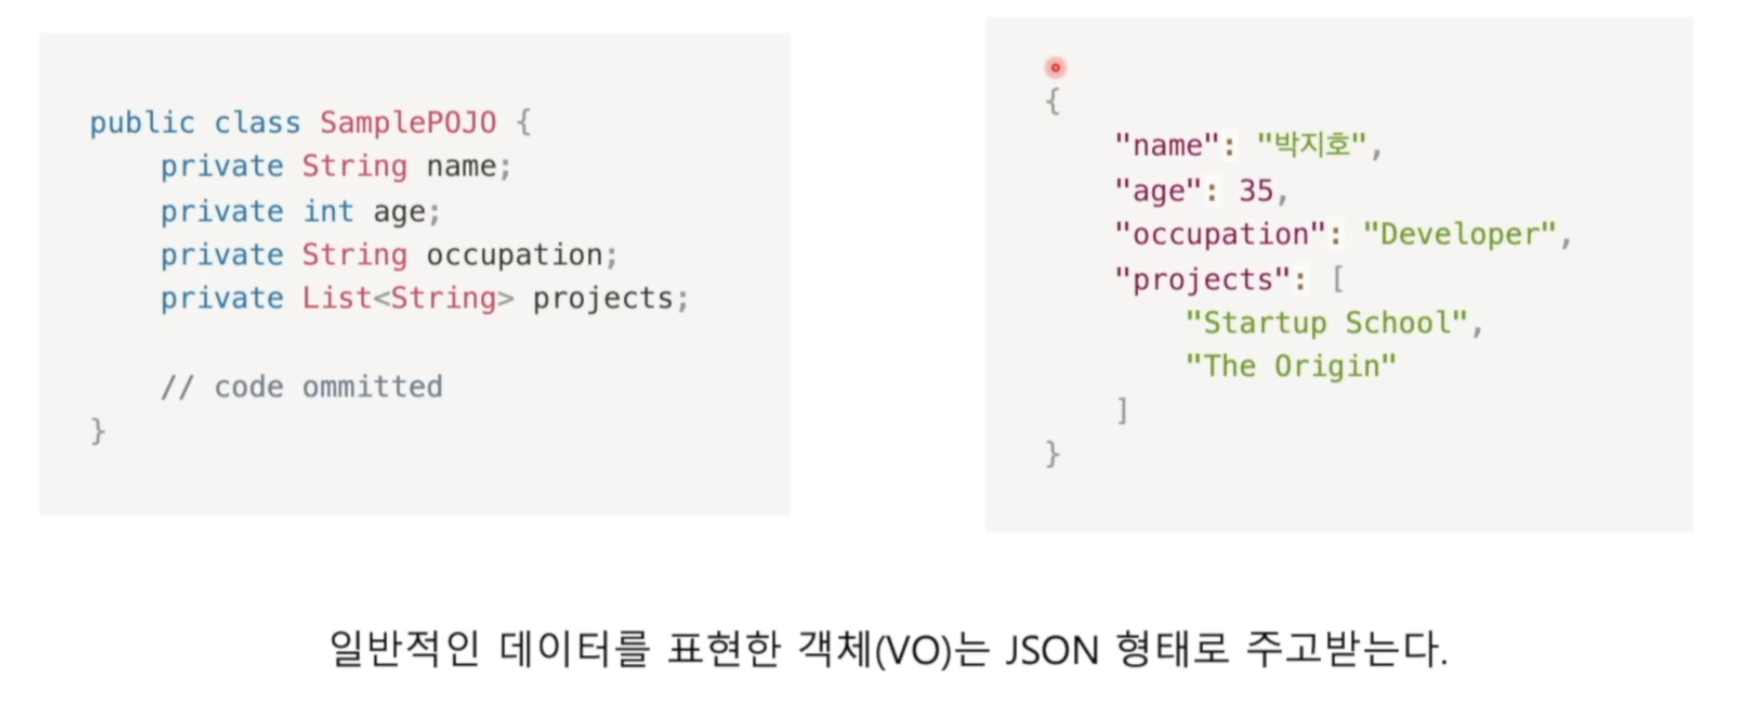 public class SamplePOJO {
    private String name;
    private int age;
    private String occupation;
    private List<String> projects;

    // code ommitted
}
{
    "name": "박지호",
    "age": 35,
    "occupation": "Developer",
    "projects": [
        "Startup School",
        "The Origin"
    ]
}
일반적인 데이터를 표현한 객체(VO)는 JSON 형태로 주고받는다.